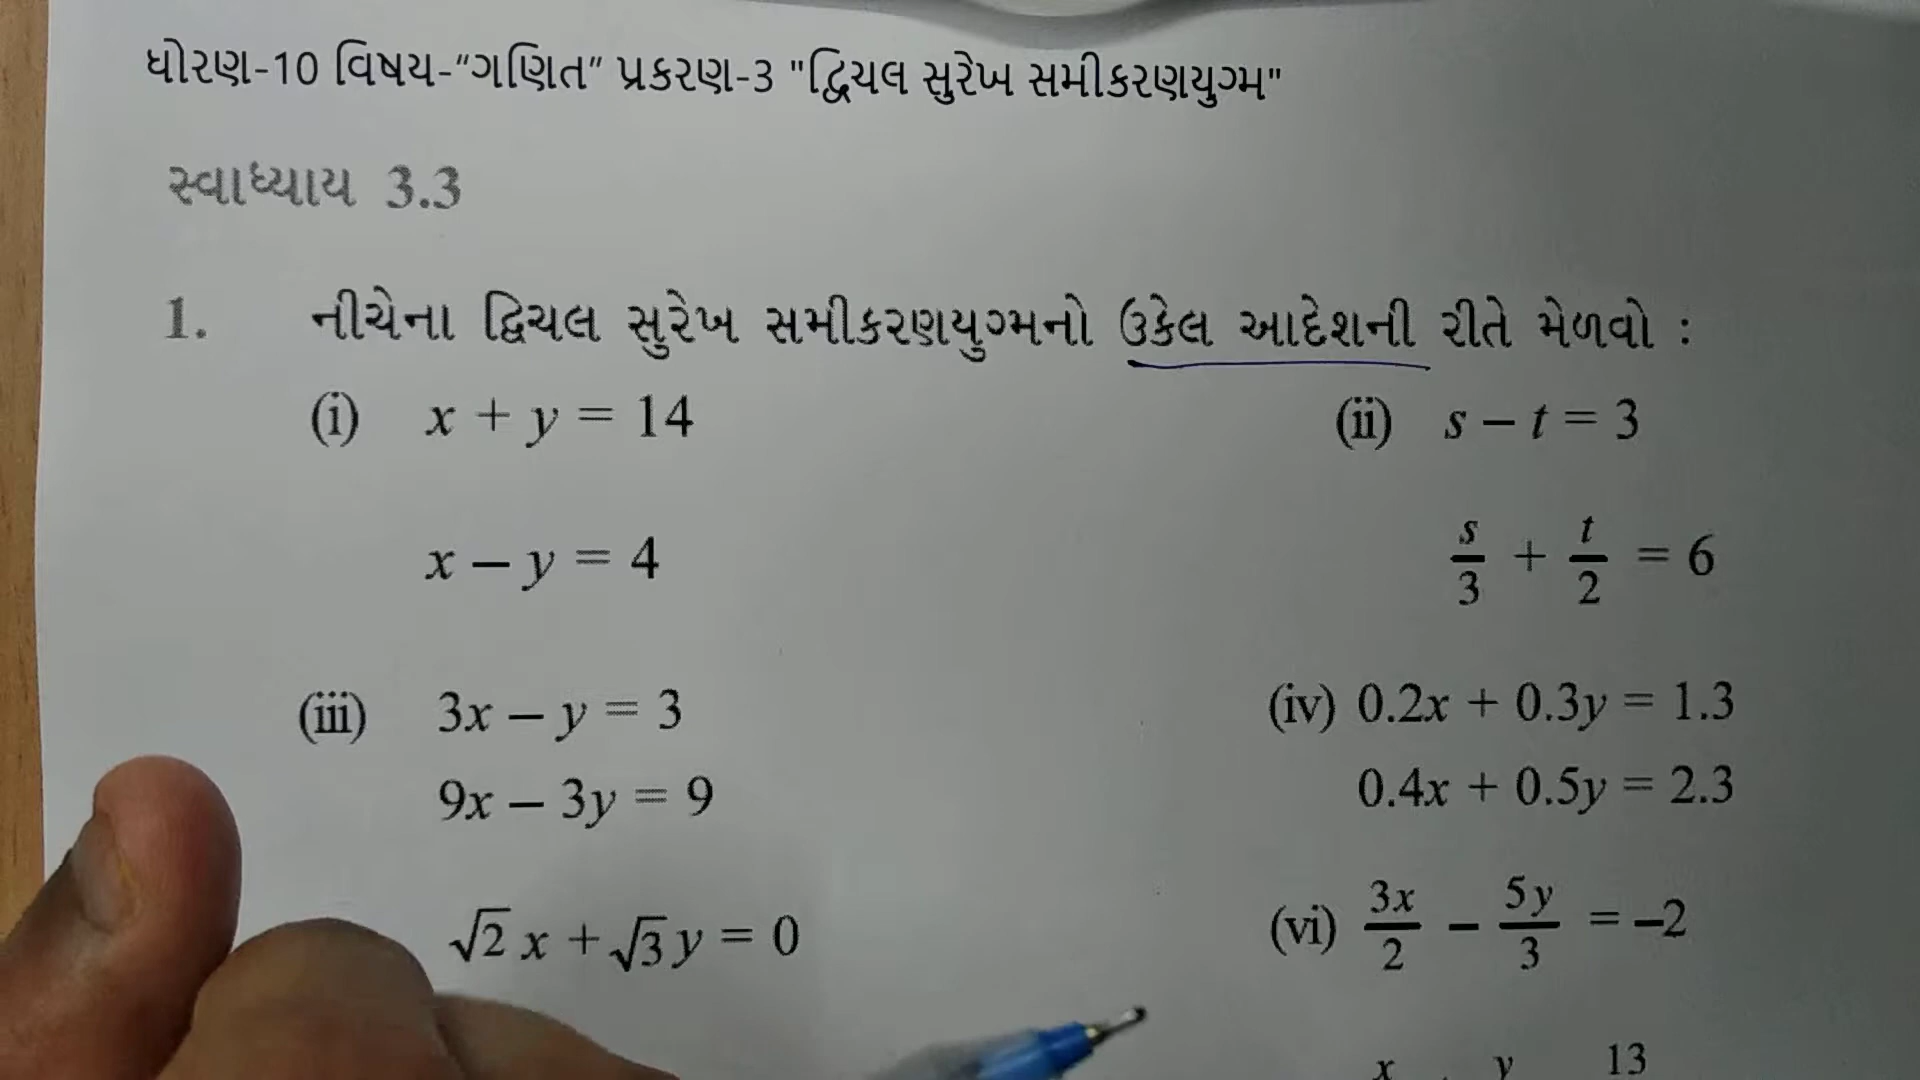 ધોરણ-10 વિષય-"ગણિત" પ્રકરણ-3 "દ્વિચલ સુરેખ સમીકરણયુગ્મ"
સ્વાધ્યાય 3.3
1. નીચેના દ્વિચલ સુરેખ સમીકરણયુગ્મનો ઉકેલ આદેશની રીતે મેળવો :
(i) x + y = 14 (ii) s – t = 3
x – y = 4 s/3 + t/2 = 6
(iii) 3x – y = 3 (iv) 0.2x + 0.3y = 1.3
9x – 3y = 9 0.4x + 0.5y = 2.3
√2 x + √3 y = 0 (vi) 3x/2 – 5y/3 = –2
x y 13